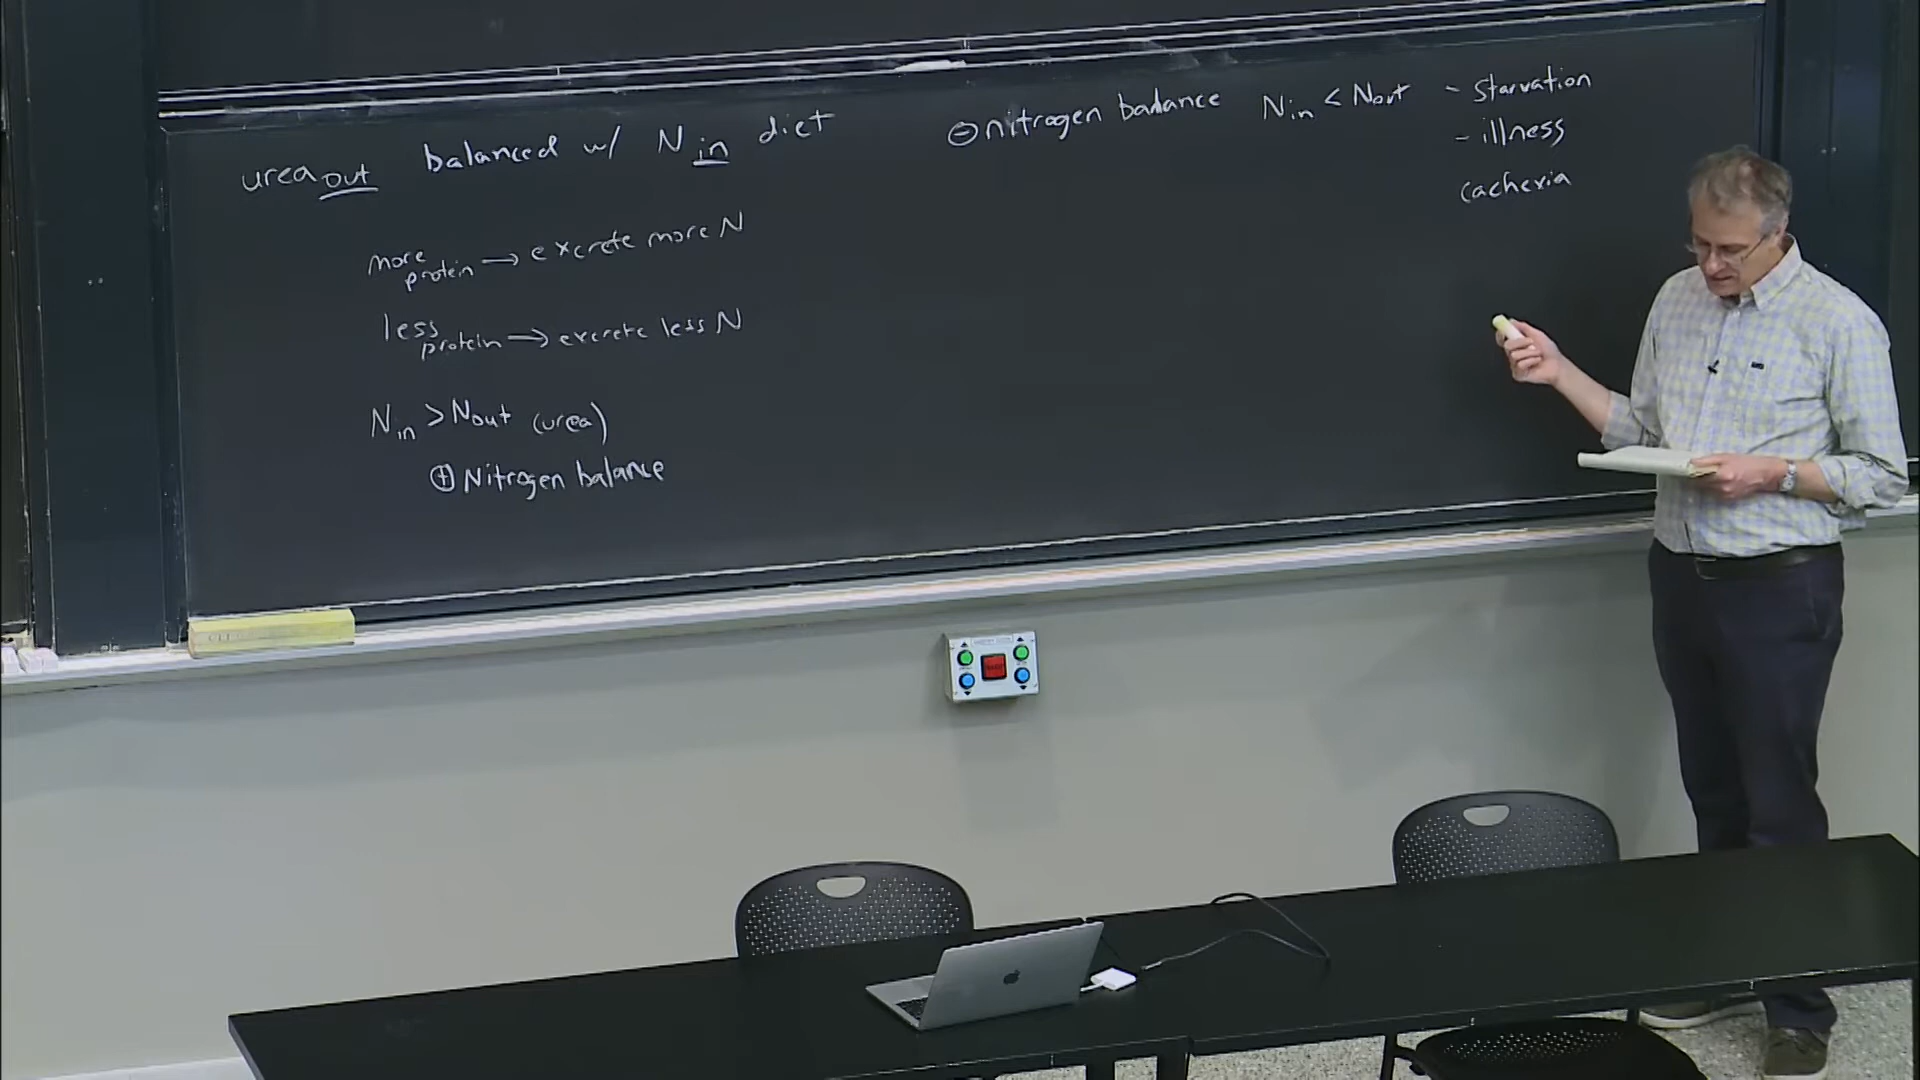 urea out balanced w/ N in diet
more protein → excrete more N
less protein → excrete less N
N in > N out (urea)
⊕ Nitrogen balance
⊖ nitrogen balance N in < N out - starvation
- illness
cachexia